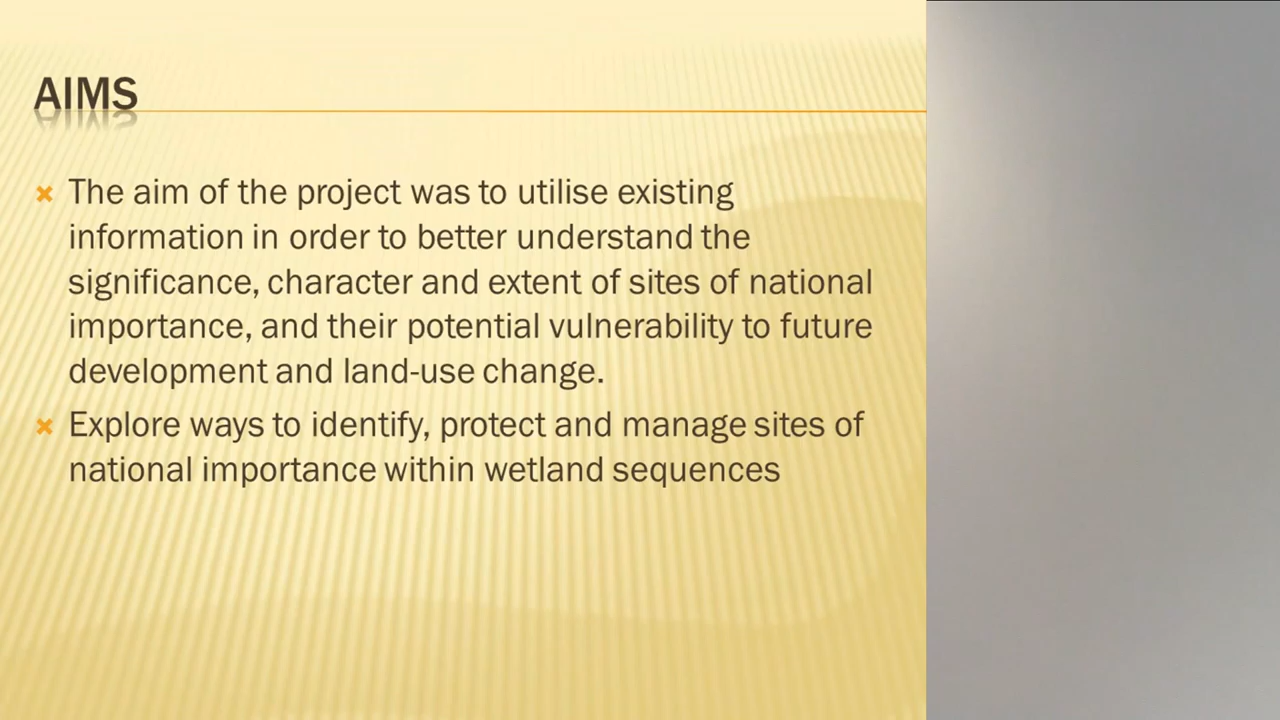 AIMS
The aim of the project was to utilise existing
information in order to better understand the
significance, character and extent of sites of national
importance, and their potential vulnerability to future
development and land-use change.
Explore ways to identify, protect and manage sites of
national importance within wetland sequences